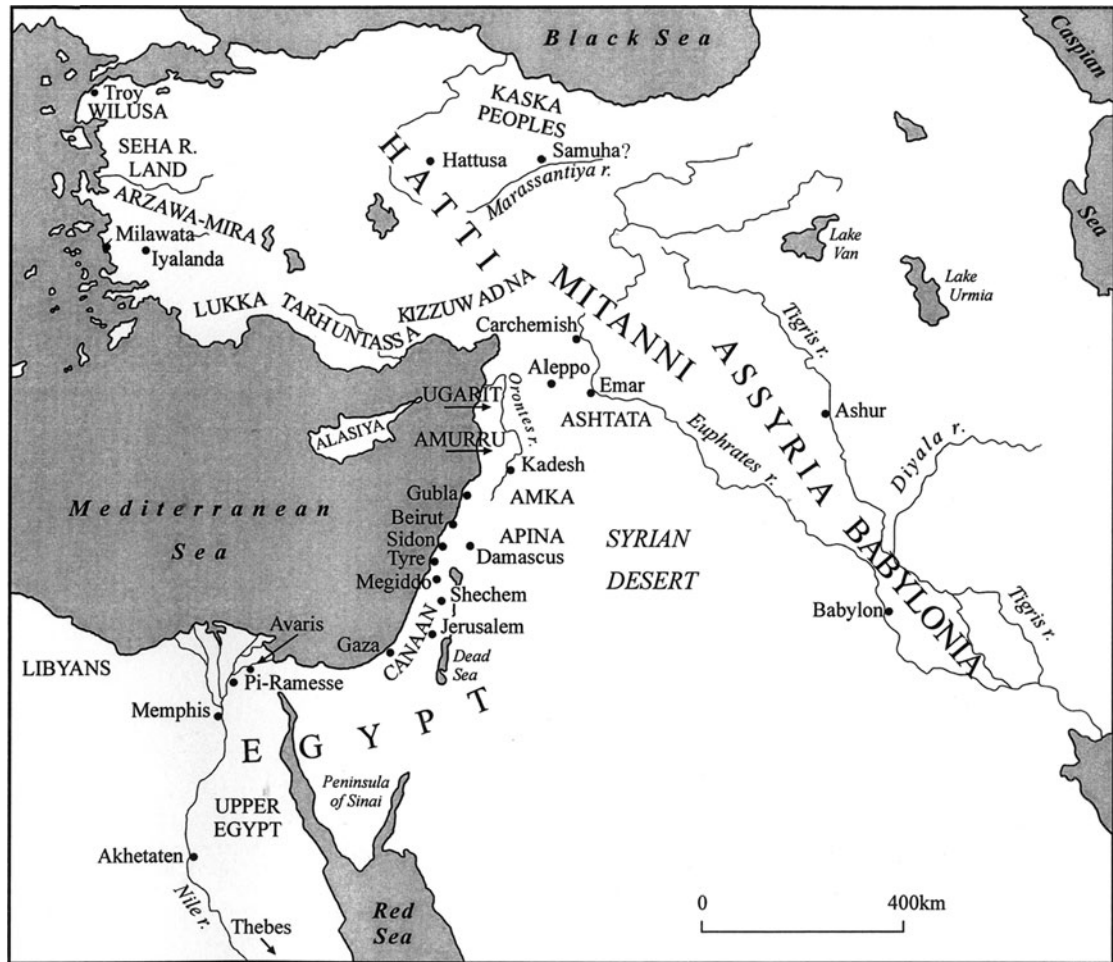 Black Sea
Caspian
Sea
Troy
WILUSA
KASKA
PEOPLES
SEHA R.
LAND
HATTI
Hattusa
Samuha?
Marassantiya r.
ARZAWA-MIRA
Milawata
Iyalanda
Lake
Van
Lake
Urmia
LUKKA
TARHUNTASSA
KIZZUWADNA
MITANNI
ASSYRIA
Tigris r.
Carchemish
Aleppo
Emar
ASHTATA
UGARIT
Orontes r.
Ashur
ALASIYA
AMURRU
Euphrates r.
Diyala r.
Kadesh
AMKA
Gubla
Mediterranean
Sea
Beirut
Sidon
APINA
Damascus
SYRIAN
DESERT
Tyre
Megiddo
Shechem
BABYLONIA
Babylon
Tigris r.
Avaris
Jerusalem
CANAAN
Gaza
Dead
Sea
LIBYANS
Pi-Ramesse
Memphis
EGYPT
Peninsula
of Sinai
UPPER
EGYPT
Akhetaten
Nile r.
Thebes
Red
Sea
0 400km